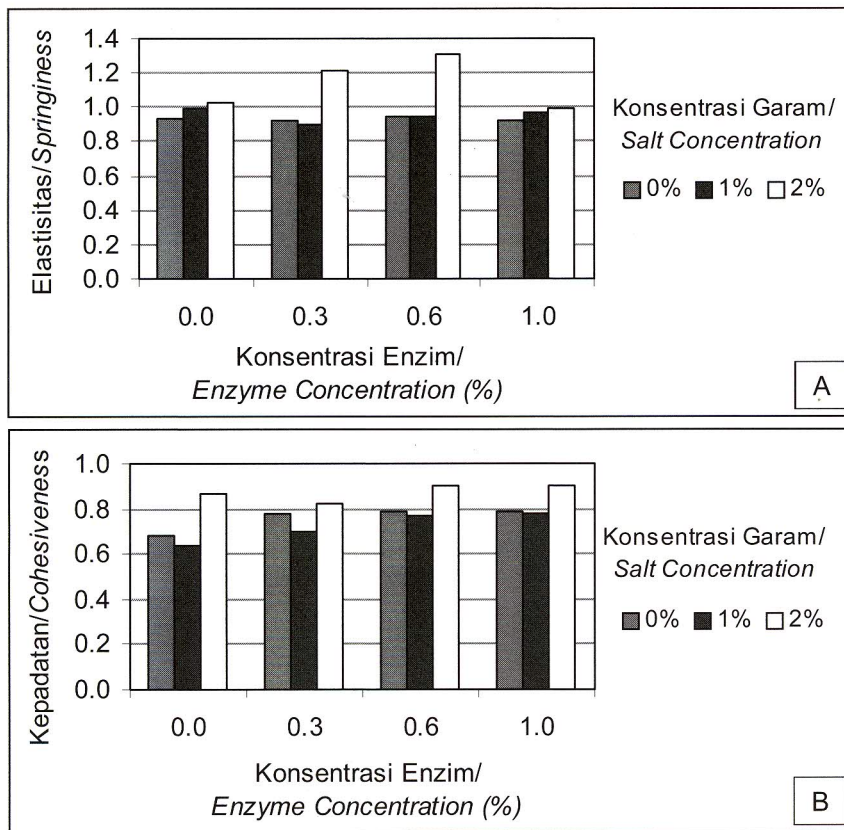 Elastisitas/Springiness
1.4
1.2
1.0
0.8
0.6
0.4
0.2
0.0
0.0 0.3 0.6 1.0
Konsentrasi Enzim/
Enzyme Concentration (%)
Konsentrasi Garam/
Salt Concentration
0% 1% 2%
A
Kepadatan/Cohesiveness
1.0
0.8
0.6
0.4
0.2
0.0
0.0 0.3 0.6 1.0
Konsentrasi Enzim/
Enzyme Concentration (%)
Konsentrasi Garam/
Salt Concentration
0% 1% 2%
B